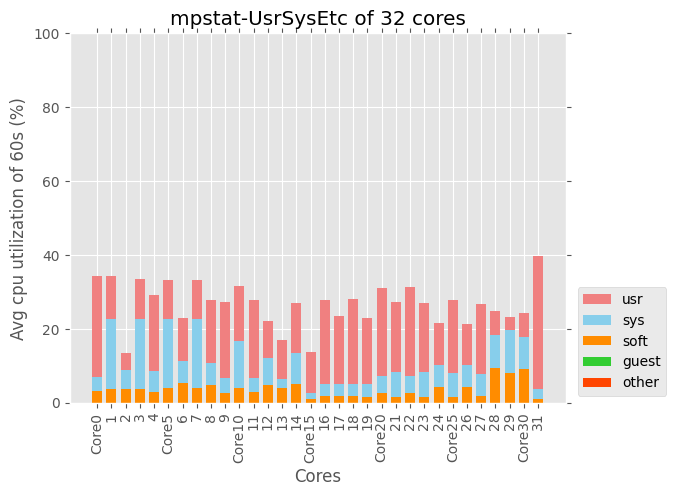 mpstat-UsrSysEtc of 32 cores
Avg cpu utilization of 60s (%)
100
80
60
40
20
0
Core0
1
2
3
4
Core5
6
7
8
9
Core10
11
12
13
14
Core15
16
17
18
19
Core20
21
22
23
24
Core25
26
27
28
29
Core30
31
Cores
usr
sys
soft
guest
other